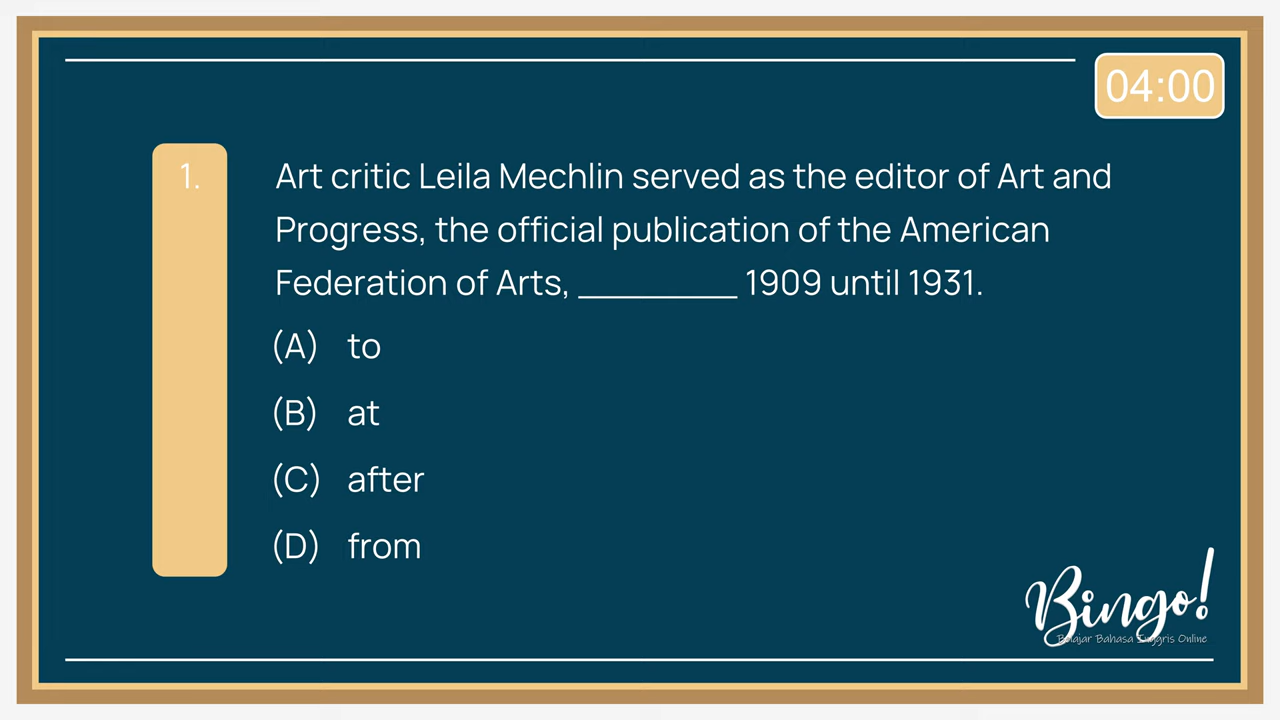 04:00
1.
Art critic Leila Mechlin served as the editor of Art and
Progress, the official publication of the American
Federation of Arts, ________ 1909 until 1931.
(A) to
(B) at
(C) after
(D) from
Bingo!
Belajar Bahasa Inggris Online